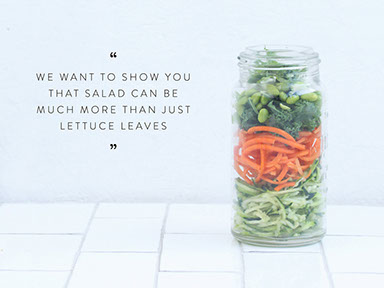 “
WE WANT TO SHOW YOU
THAT SALAD CAN BE
MUCH MORE THAN JUST
LETTUCE LEAVES
”